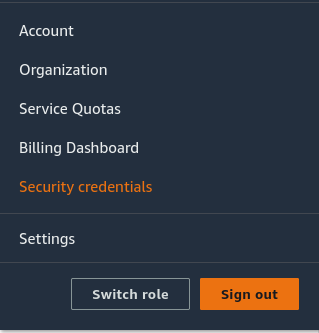 Account
Organization
Service Quotas
Billing Dashboard
Security credentials
Settings
Switch role
Sign out